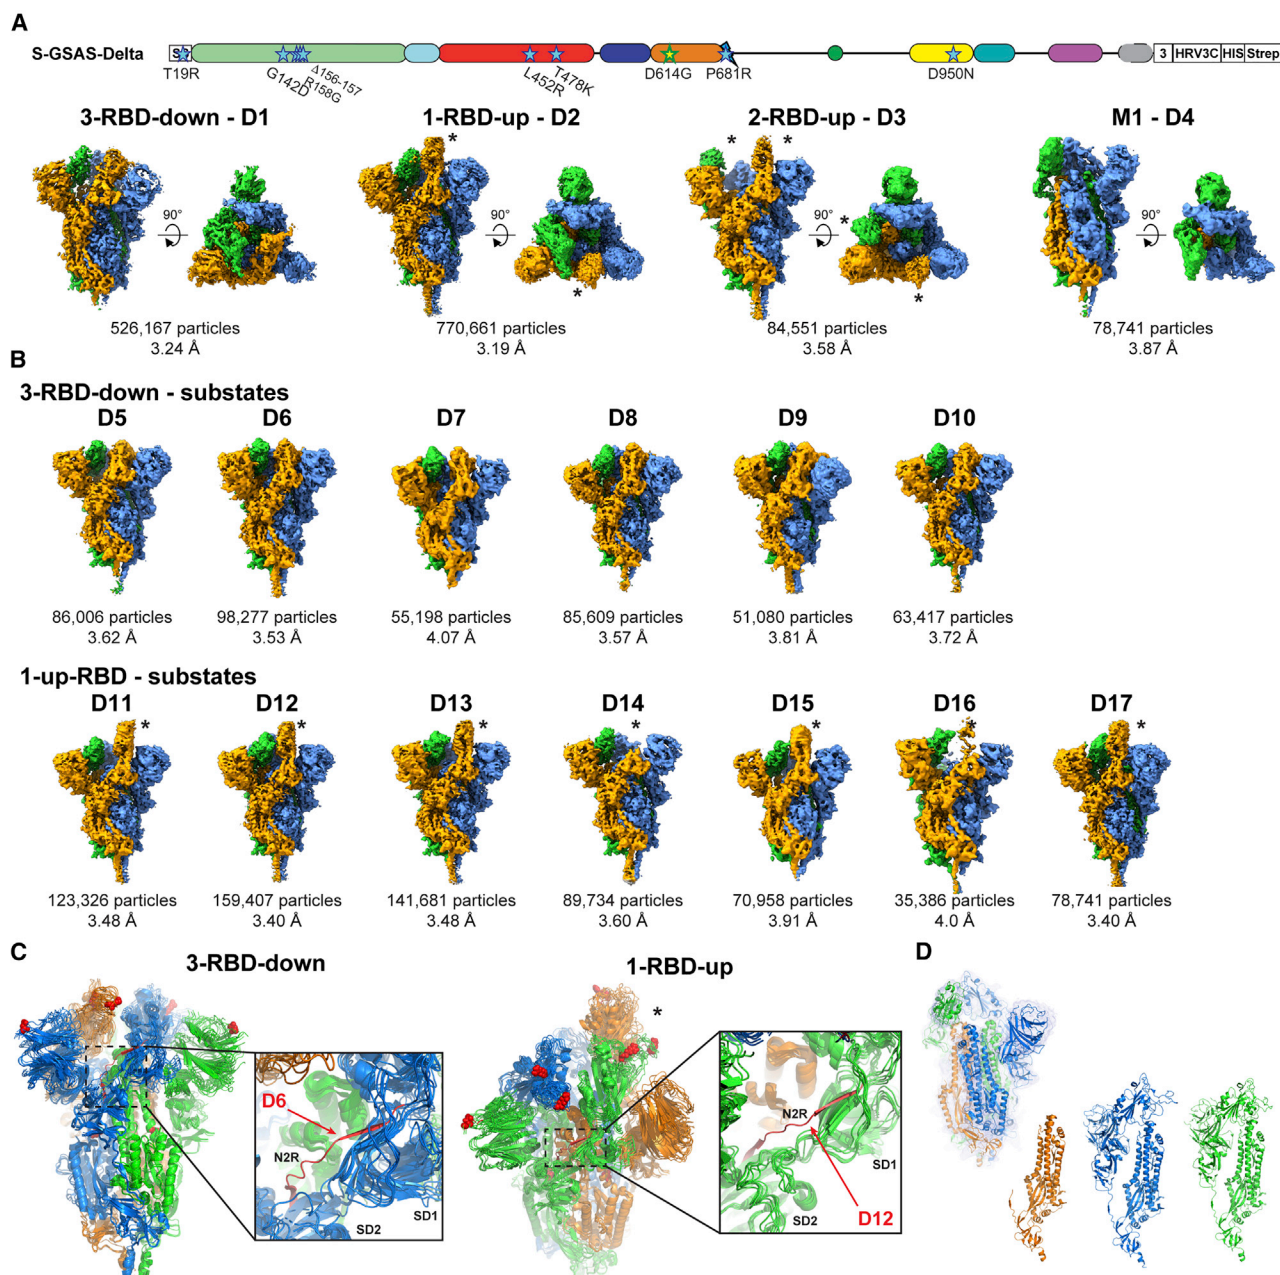 A
S-GSAS-Delta
3 HRV3C HIS Strep
T19R G142D Δ156-157 R158G L452R T478K D614G P681R D950N
3-RBD-down - D1 1-RBD-up - D2 2-RBD-up - D3 M1 - D4
* * *
90° 90° 90° 90°
* * *
526,167 particles 770,661 particles 84,551 particles 78,741 particles
3.24 Å 3.19 Å 3.58 Å 3.87 Å
B
3-RBD-down - substates
D5 D6 D7 D8 D9 D10
86,006 particles 98,277 particles 55,198 particles 85,609 particles 51,080 particles 63,417 particles
3.62 Å 3.53 Å 4.07 Å 3.57 Å 3.81 Å 3.72 Å
1-up-RBD - substates
D11 D12 D13 D14 D15 D16 D17
* * * * * * *
123,326 particles 159,407 particles 141,681 particles 89,734 particles 70,958 particles 35,386 particles 78,741 particles
3.48 Å 3.40 Å 3.48 Å 3.60 Å 3.91 Å 4.0 Å 3.40 Å
C
3-RBD-down
D6
N2R
SD1
SD2
1-RBD-up
*
N2R
SD1
SD2
D12
D